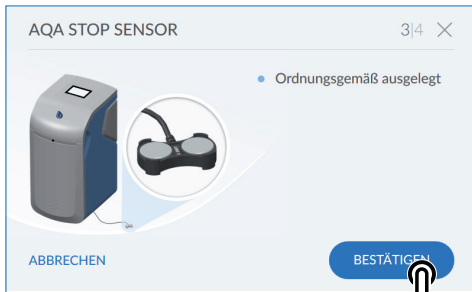 AQA STOP SENSOR 3|4
Ordnungsgemäß ausgelegt
ABBRECHEN
BESTÄTIGEN